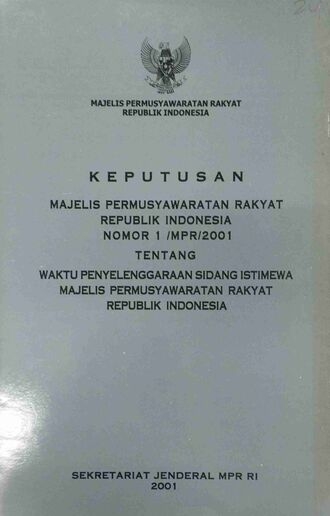 MAJELIS PERMUSYAWARATAN RAKYAT
REPUBLIK INDONESIA
KEPUTUSAN
MAJELIS PERMUSYAWARATAN RAKYAT
REPUBLIK INDONESIA
NOMOR 1 /MPR/2001
TENTANG
WAKTU PENYELENGGARAAN SIDANG ISTIMEWA
MAJELIS PERMUSYAWARATAN RAKYAT
REPUBLIK INDONESIA
SEKRETARIAT JENDERAL MPR RI
2001